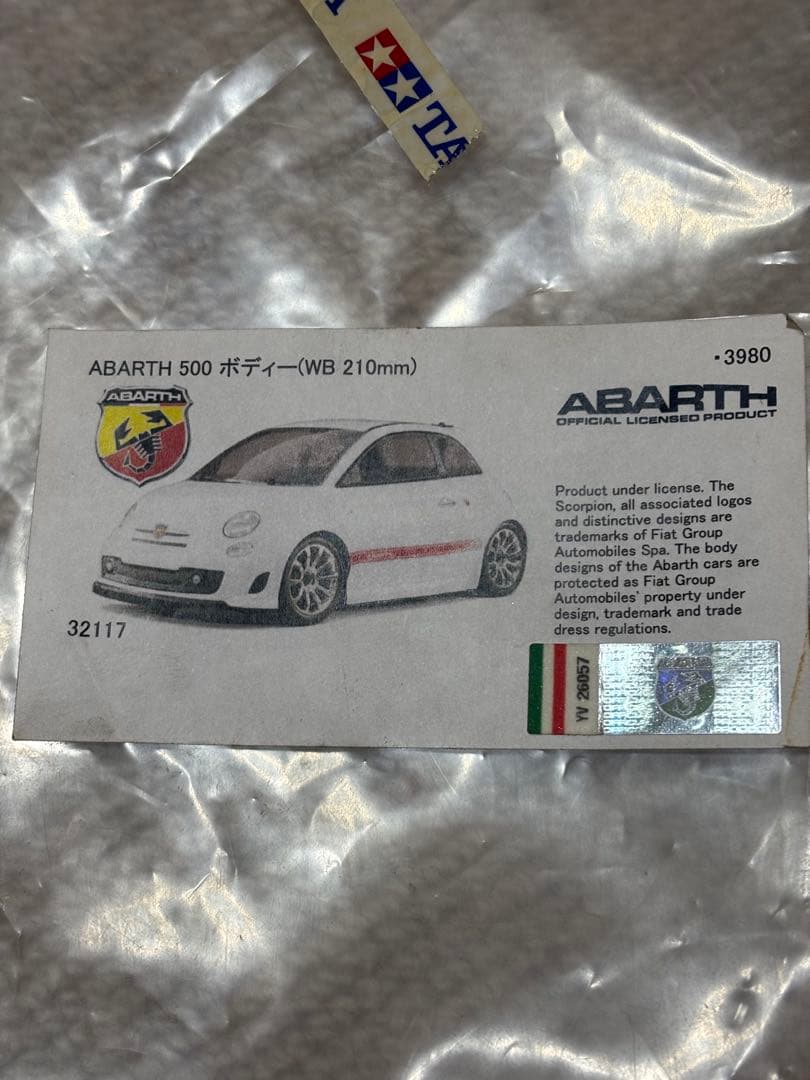 TA
ABARTH 500 ボディー(WB 210mm)
・3980
ABARTH
ABARTH
OFFICIAL LICENSED PRODUCT
Product under license. The
Scorpion, all associated logos
and distinctive designs are
trademarks of Fiat Group
Automobiles Spa. The body
designs of the Abarth cars are
protected as Fiat Group
Automobiles' property under
design, trademark and trade
dress regulations.
32117
YV 26057
ABARTH